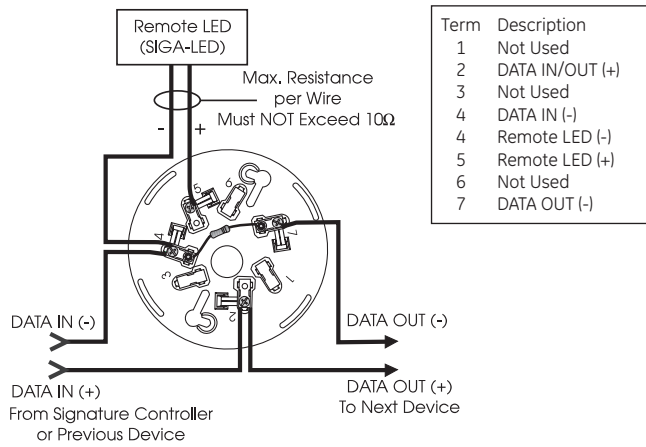 Remote LED
(SIGA-LED)
Max. Resistance
per Wire
Must NOT Exceed 10Ω
- +
5
6
4
7
3
1
2
DATA IN (-)
DATA IN (+)
From Signature Controller
or Previous Device
DATA OUT (-)
DATA OUT (+)
To Next Device
Term Description
1 Not Used
2 DATA IN/OUT (+)
3 Not Used
4 DATA IN (-)
4 Remote LED (-)
5 Remote LED (+)
6 Not Used
7 DATA OUT (-)